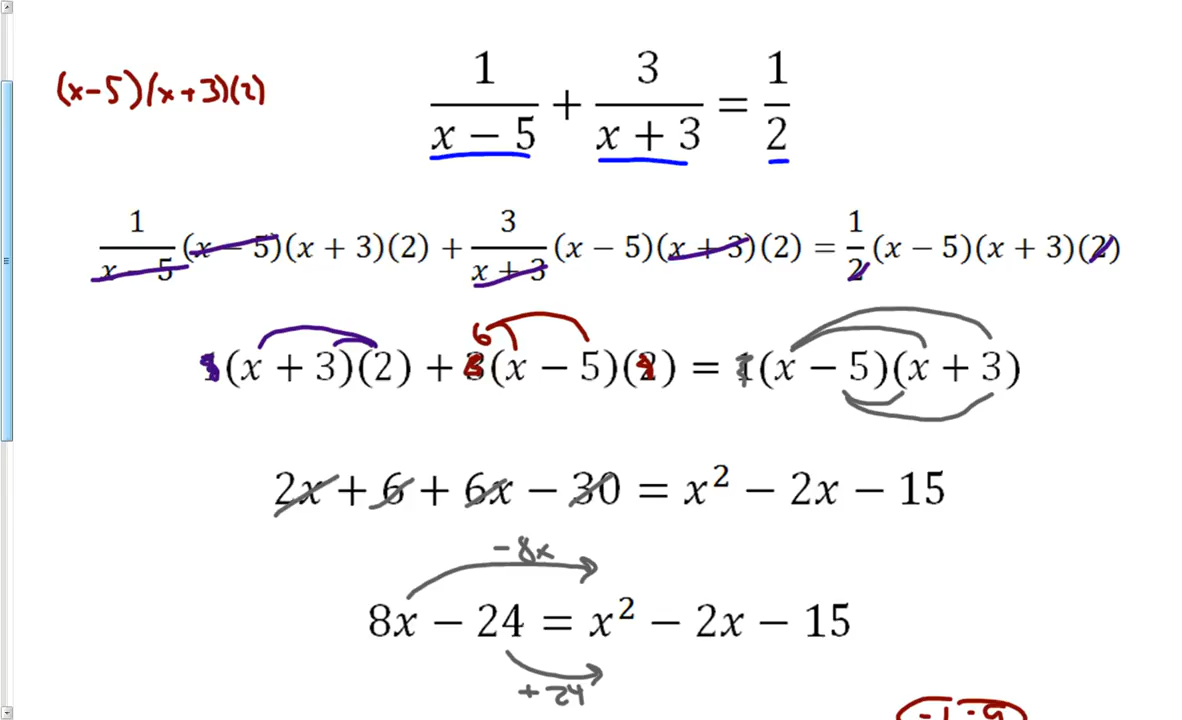 (x-5)(x+3)(2)
1/(x − 5) + 3/(x + 3) = 1/2
1/(x − 5) (x − 5)(x + 3)(2) + 3/(x + 3) (x − 5)(x + 3)(2) = 1/2 (x − 5)(x + 3)(2)
6
1(x + 3)(2) + 3(x − 5)(2) = 1(x − 5)(x + 3)
2x + 6 + 6x − 30 = x² − 2x − 15
-8x
8x − 24 = x² − 2x − 15
+24
-1 -9